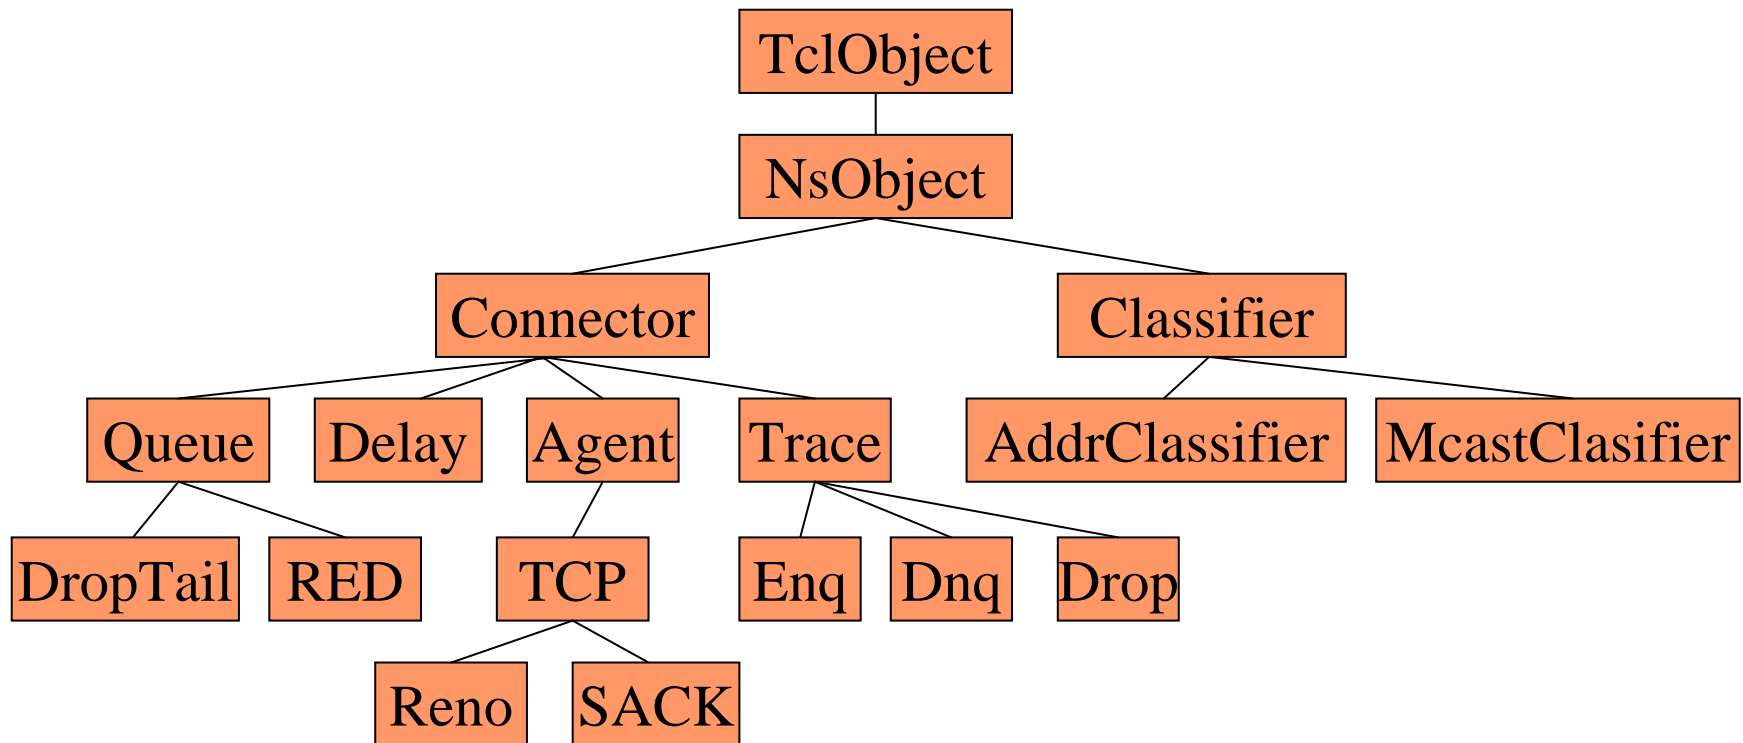 TclObject
NsObject
Connector
Classifier
Queue
Delay
Agent
Trace
AddrClassifier
McastClasifier
DropTail
RED
TCP
Enq
Dnq
Drop
Reno
SACK